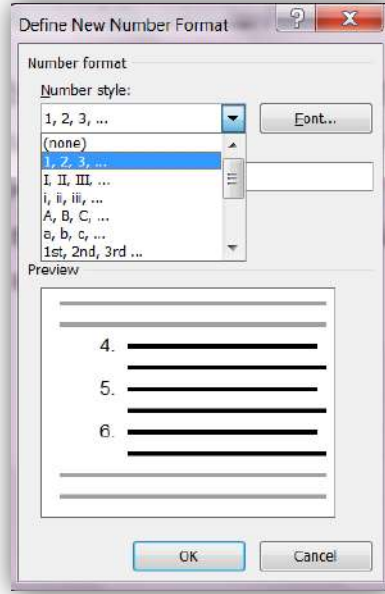 Define New Number Format
Number format
Number style:
1, 2, 3, ...
Font...
(none)
1, 2, 3, ...
I, II, III, ...
i, ii, iii, ...
A, B, C, ...
a, b, c, ...
1st, 2nd, 3rd ...
Preview
4.
5.
6.
OK
Cancel